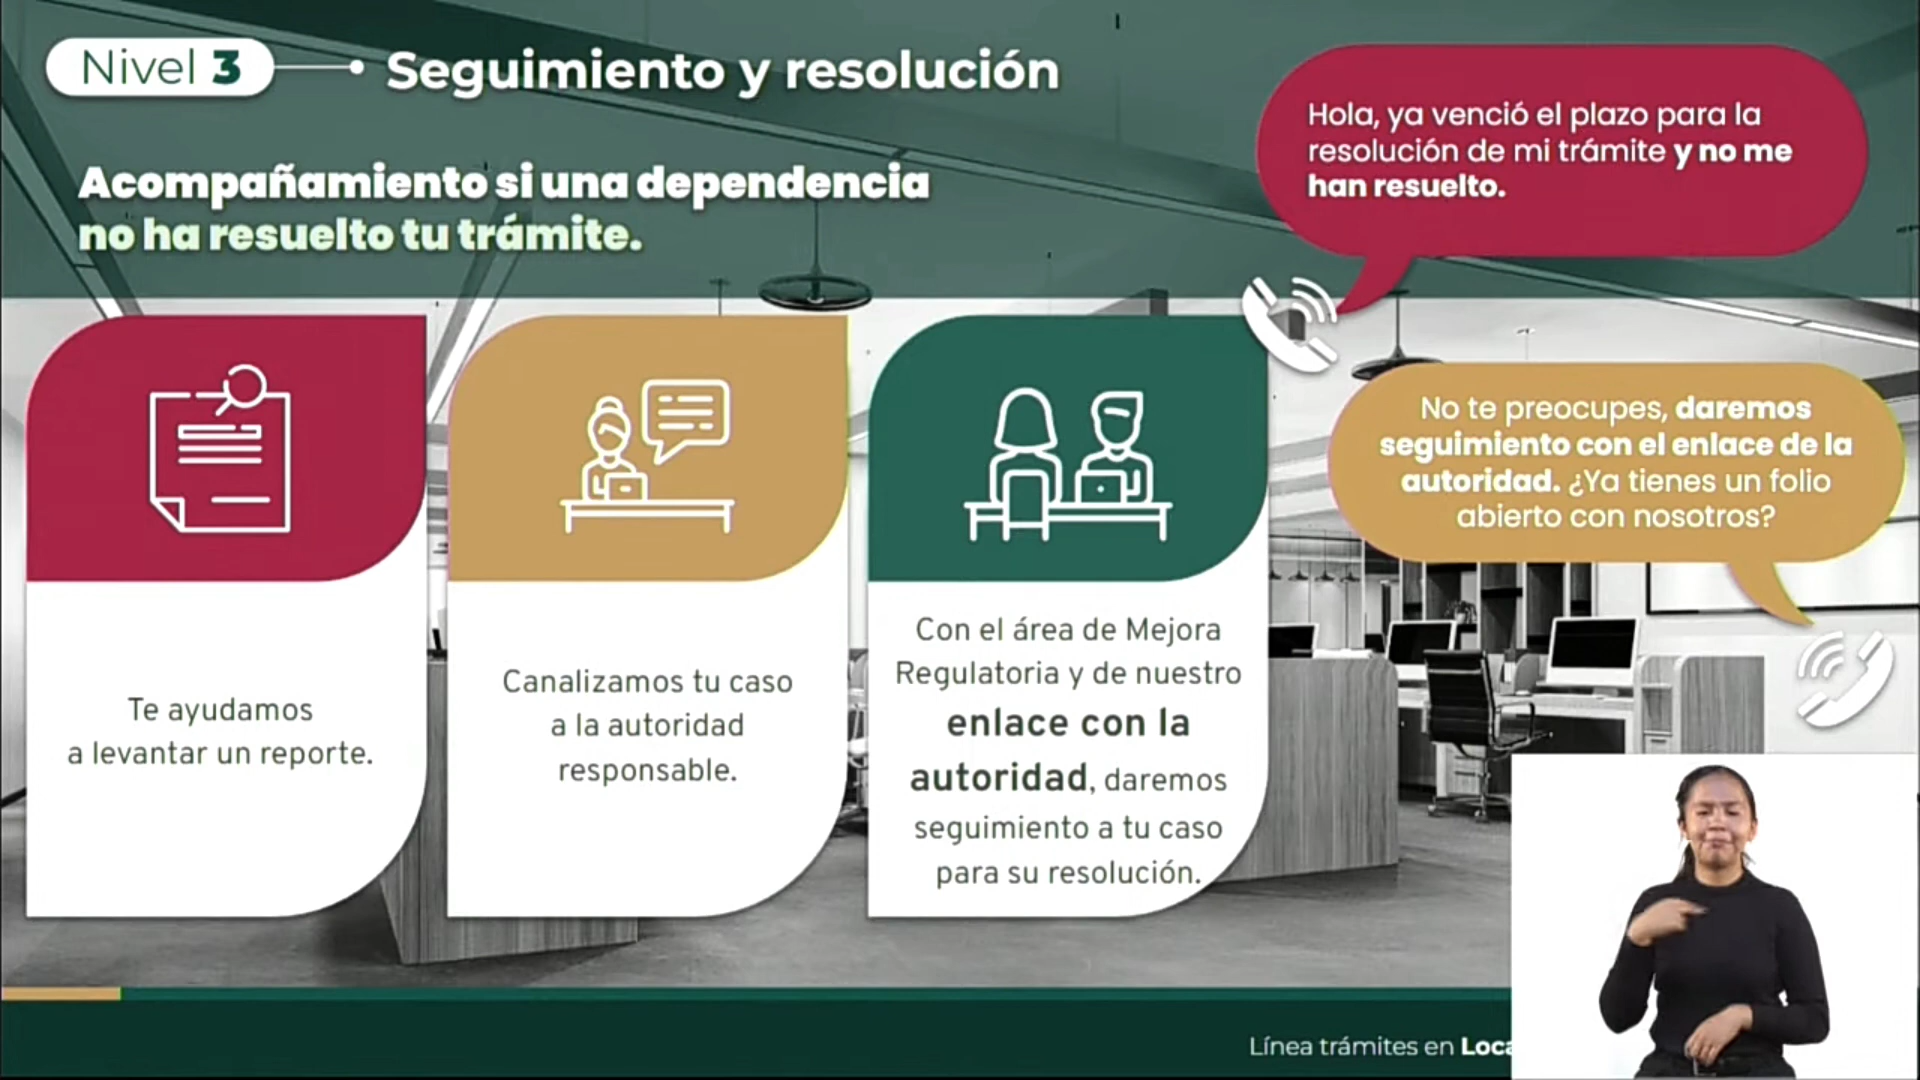 Nivel 3
Seguimiento y resolución
Acompañamiento si una dependencia
no ha resuelto tu trámite.
Hola, ya venció el plazo para la
resolución de mi trámite y no me
han resuelto.
No te preocupes, daremos
seguimiento con el enlace de la
autoridad. ¿Ya tienes un folio
abierto con nosotros?
Te ayudamos
a levantar un reporte.
Canalizamos tu caso
a la autoridad
responsable.
Con el área de Mejora
Regulatoria y de nuestro
enlace con la
autoridad, daremos
seguimiento a tu caso
para su resolución.
Línea trámites en